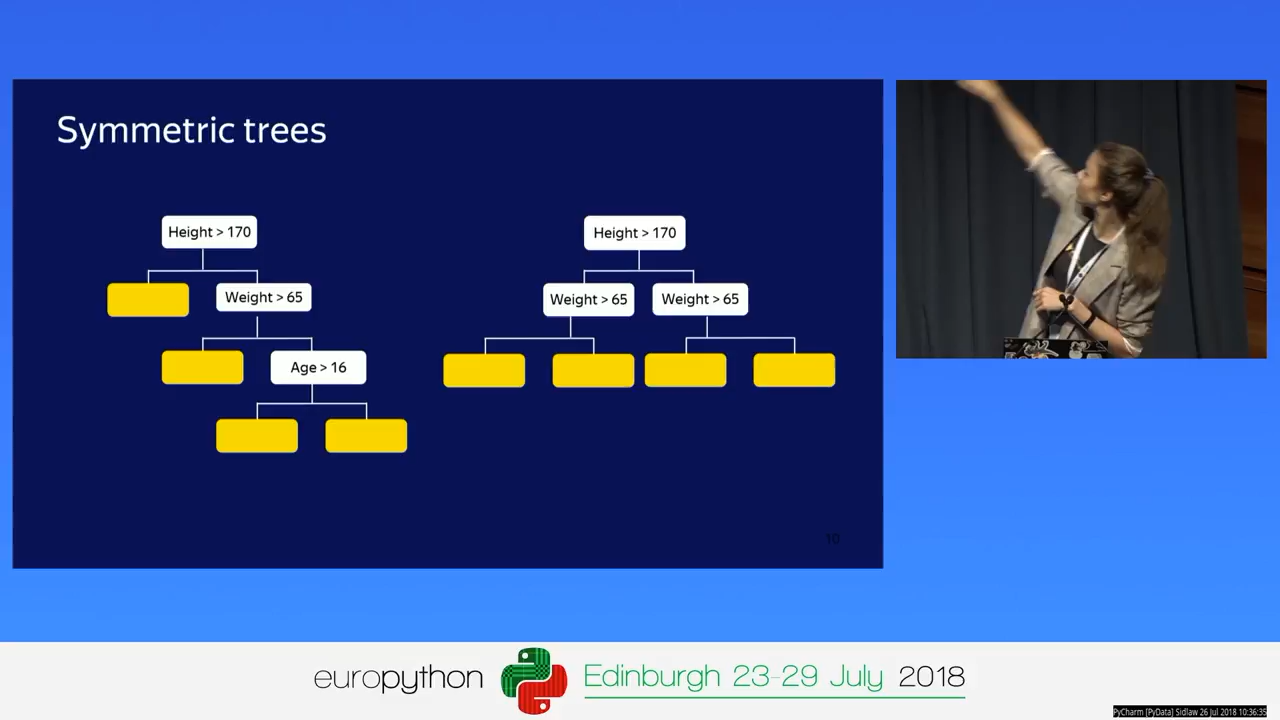 Symmetric trees
Height > 170
Weight > 65
Age > 16
Height > 170
Weight > 65
Weight > 65
10
europython
Edinburgh 23-29 July 2018
PyCharm [PyData] Sidlaw 26 Jul 2018 10:36:35